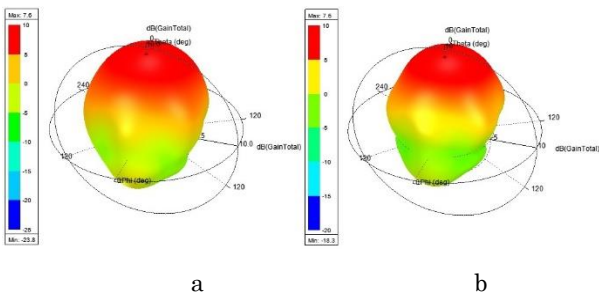 Max: 7.6
10
5
0
-5
-10
-15
-20
-25
Min: -23.8
dB(GainTotal)
Theta (deg)
240
120
10.0
dB(GainTotal)
120
Phi (deg)
a
Max: 7.6
10
5
0
-5
-10
-15
-20
Min: -18.3
dB(GainTotal)
Theta (deg)
240
120
10
dB(GainTotal)
120
Phi (deg)
b